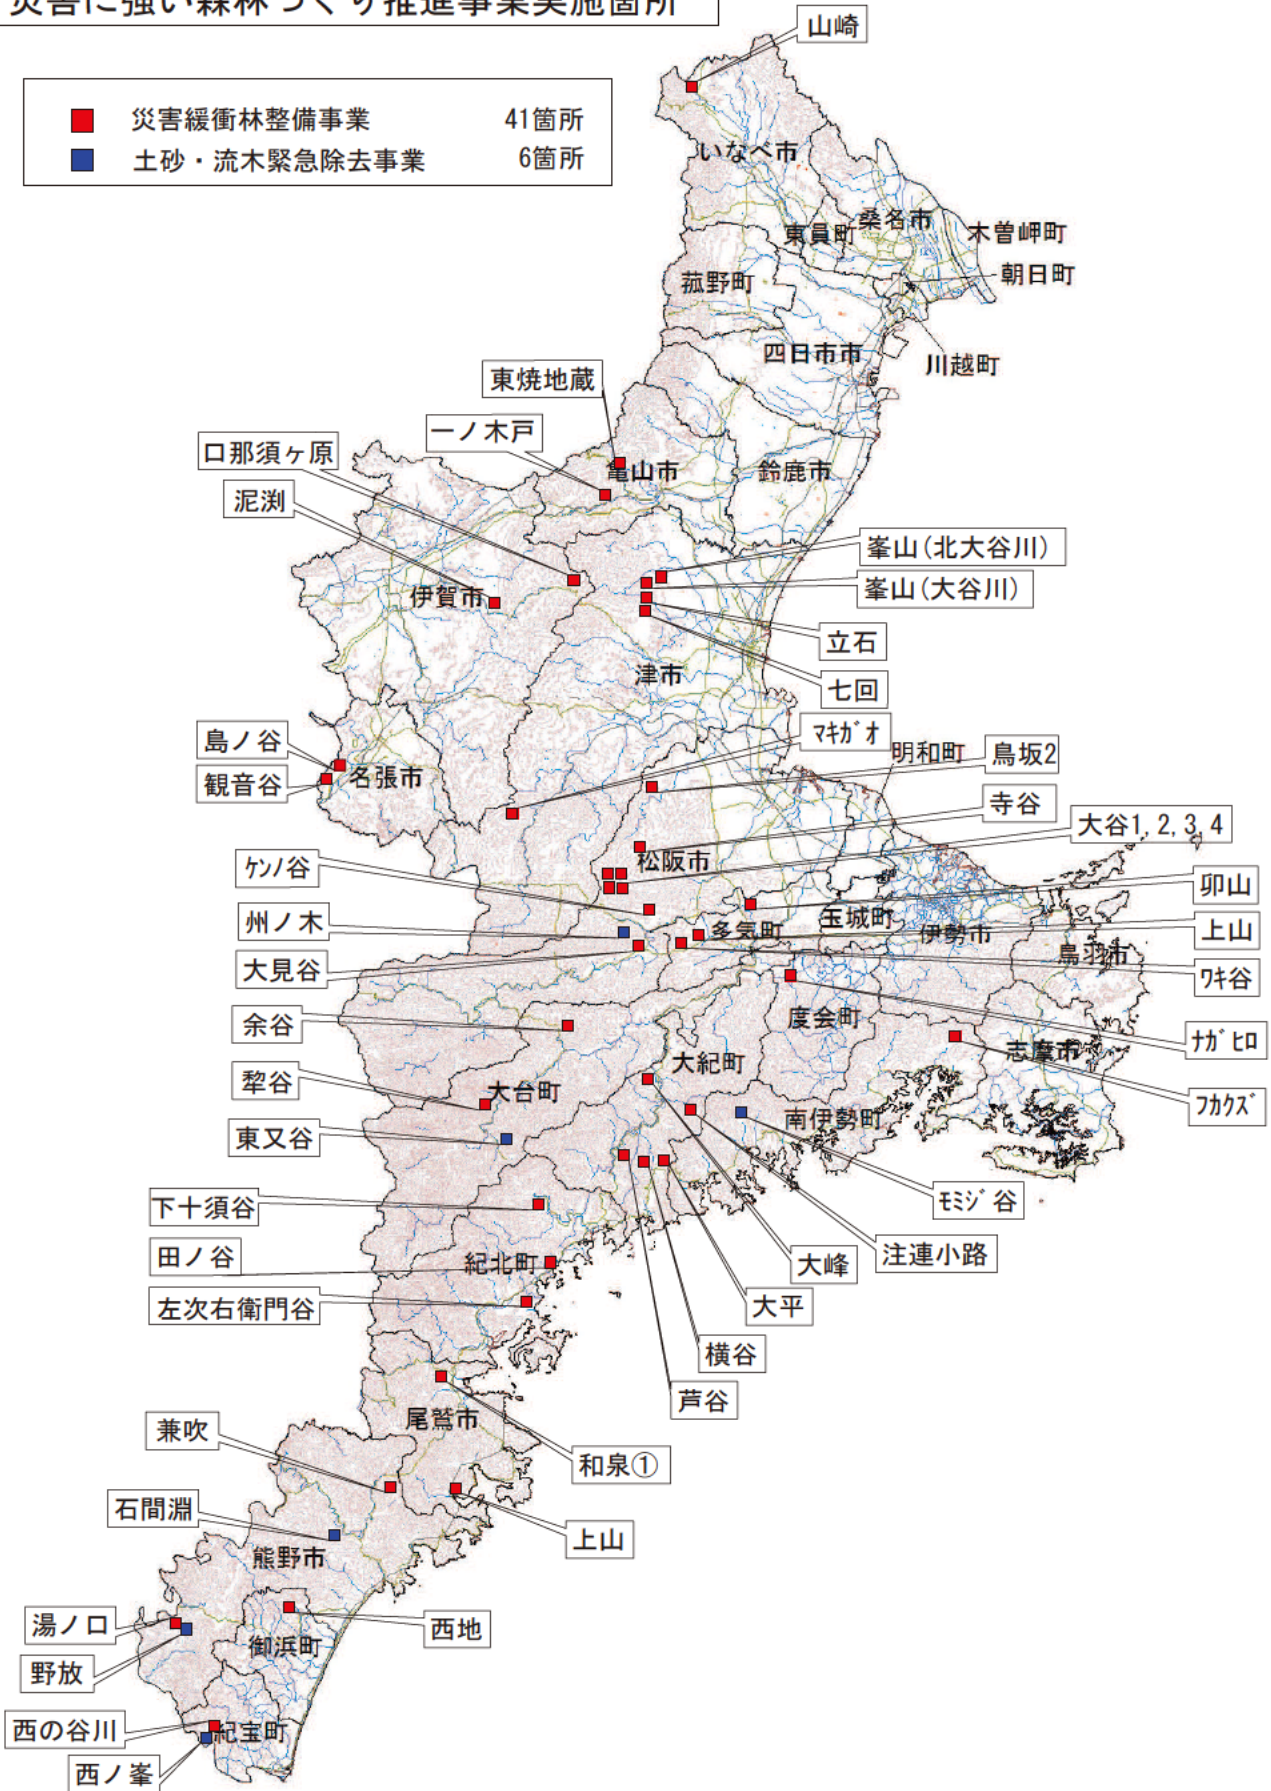 災害に強い森林づくり推進事業実施箇所
災害緩衝林整備事業 41箇所
土砂・流木緊急除去事業 6箇所
山崎
いなべ市
桑名市
東員町
木曽岬町
朝日町
菰野町
四日市市
川越町
東焼地蔵
一ノ木戸
口那須ヶ原
亀山市
鈴鹿市
泥渕
峯山(北大谷川)
峯山(大谷川)
伊賀市
立石
津市
七回
マキガオ
島ノ谷
明和町
鳥坂2
名張市
観音谷
寺谷
大谷1,2,3,4
松阪市
ケンノ谷
卯山
州ノ木
玉城町
多気町
伊勢市
上山
鳥羽市
大見谷
ワキ谷
余谷
度会町
ナガヒロ
志摩市
大紀町
犂谷
大台町
フカクズ
南伊勢町
東又谷
モミジ谷
下十須谷
田ノ谷
紀北町
大峰
注連小路
左次右衛門谷
大平
横谷
芦谷
尾鷲市
兼吹
和泉①
石間淵
上山
熊野市
湯ノ口
西地
御浜町
野放
西の谷川
紀宝町
西ノ峯